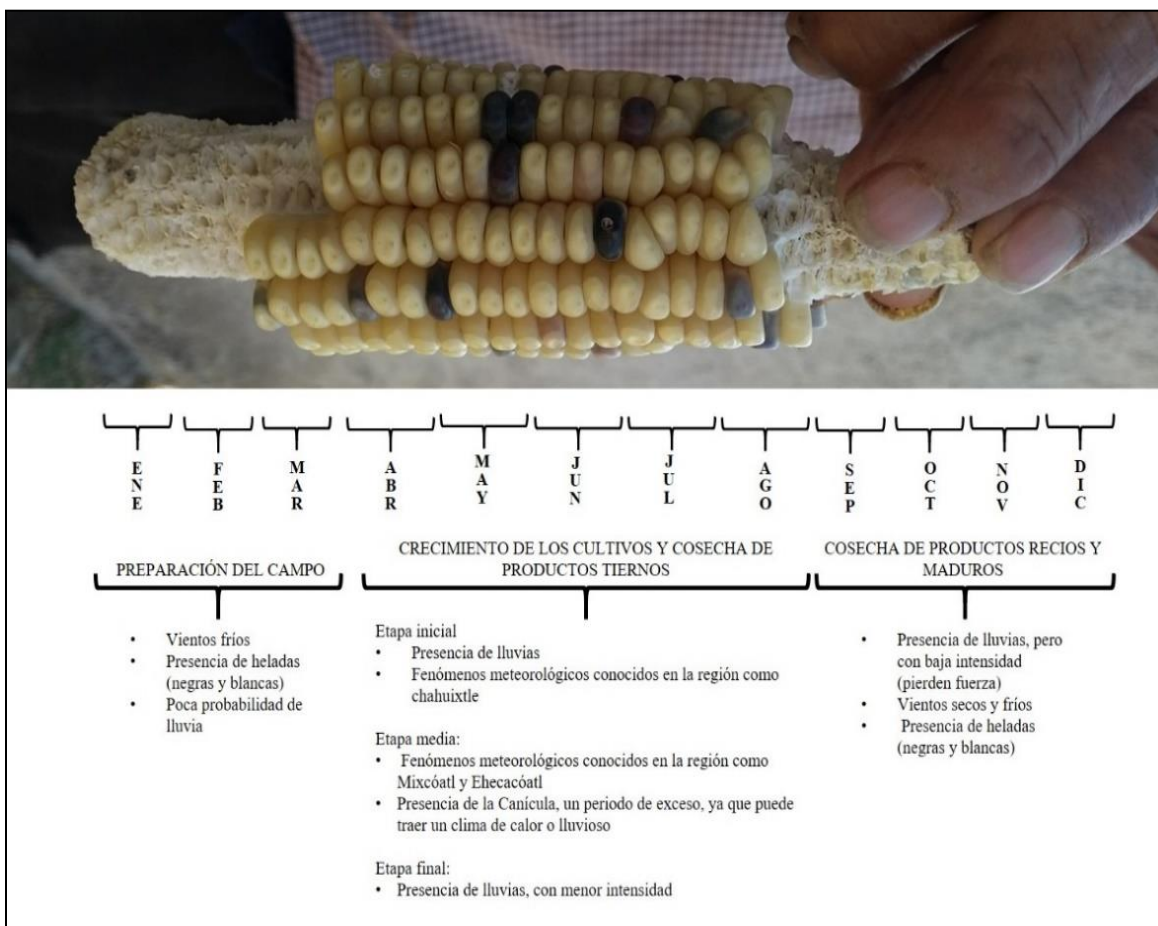 ENE
FEB
MAR
ABR
MAY
JUN
JUL
AGO
SEP
OCT
NOV
DIC
PREPARACIÓN DEL CAMPO
• Vientos fríos
• Presencia de heladas
(negras y blancas)
• Poca probabilidad de
lluvia
CRECIMIENTO DE LOS CULTIVOS Y COSECHA DE
PRODUCTOS TIERNOS
Etapa inicial
• Presencia de lluvias
• Fenómenos meteorológicos conocidos en la región como
chahuixtle
Etapa media:
• Fenómenos meteorológicos conocidos en la región como
Mixcóatl y Ehecacóatl
• Presencia de la Canícula, un periodo de exceso, ya que puede
traer un clima de calor o lluvioso
Etapa final:
• Presencia de lluvias, con menor intensidad
COSECHA DE PRODUCTOS RECIOS Y
MADUROS
• Presencia de lluvias, pero
con baja intensidad
(pierden fuerza)
• Vientos secos y fríos
• Presencia de heladas
(negras y blancas)